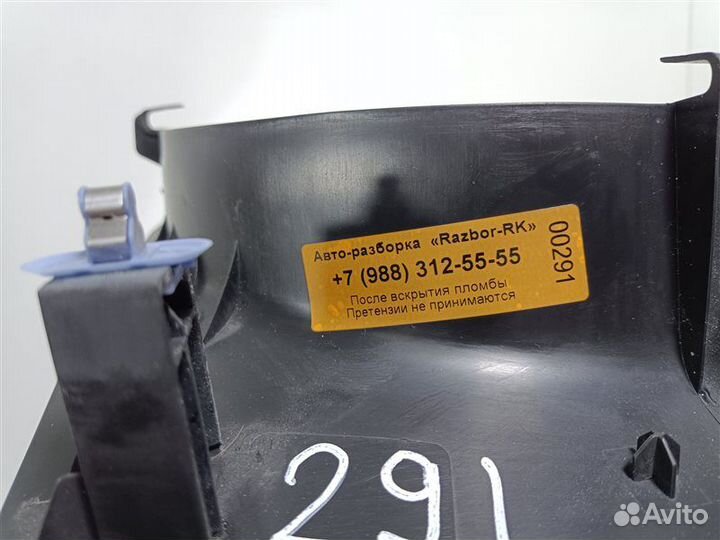 Авто-разборка «Razbor-RK»
+7 (988) 312-55-55
После вскрытия пломбы
Претензии не принимаются
00291
291
Avito